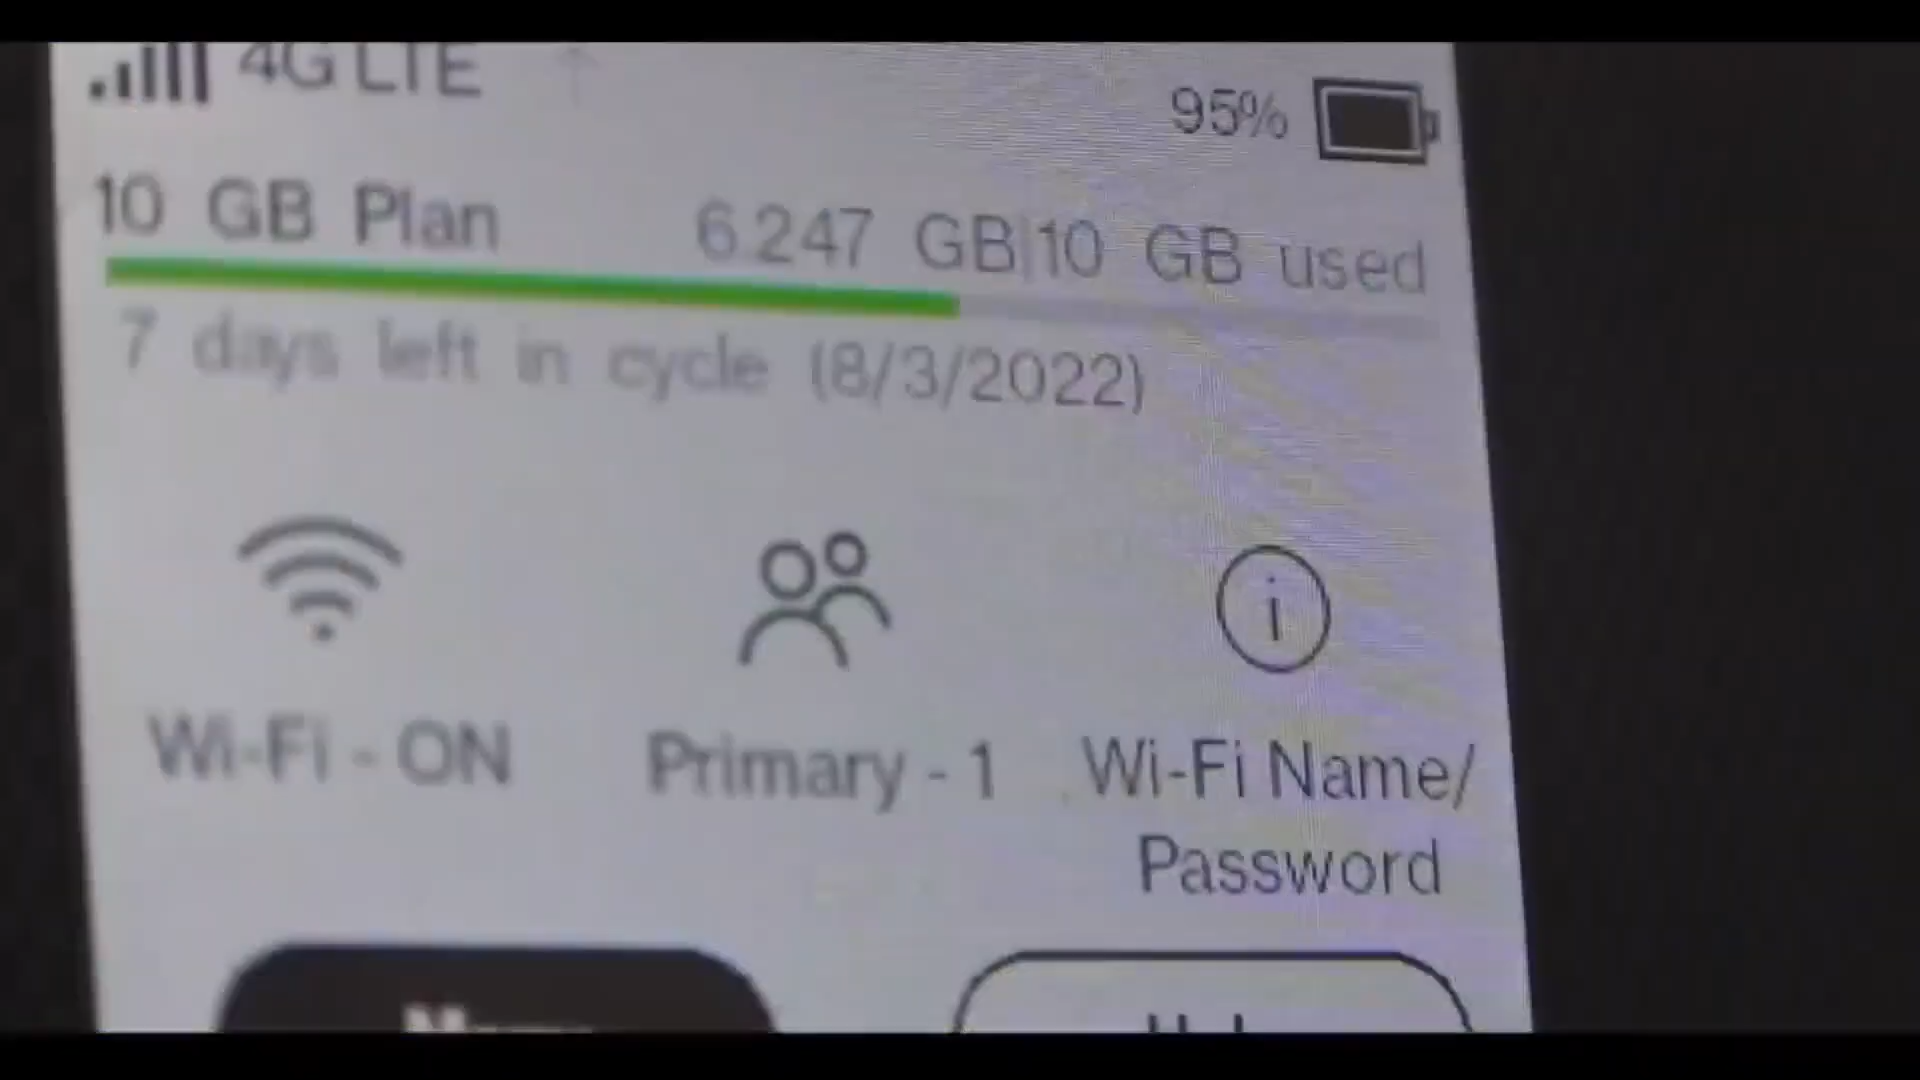 4G LTE
95%
10 GB Plan 6.247 GB|10 GB used
7 days left in cycle (8/3/2022)
Wi-Fi - ON
Primary - 1
Wi-Fi Name/
Password